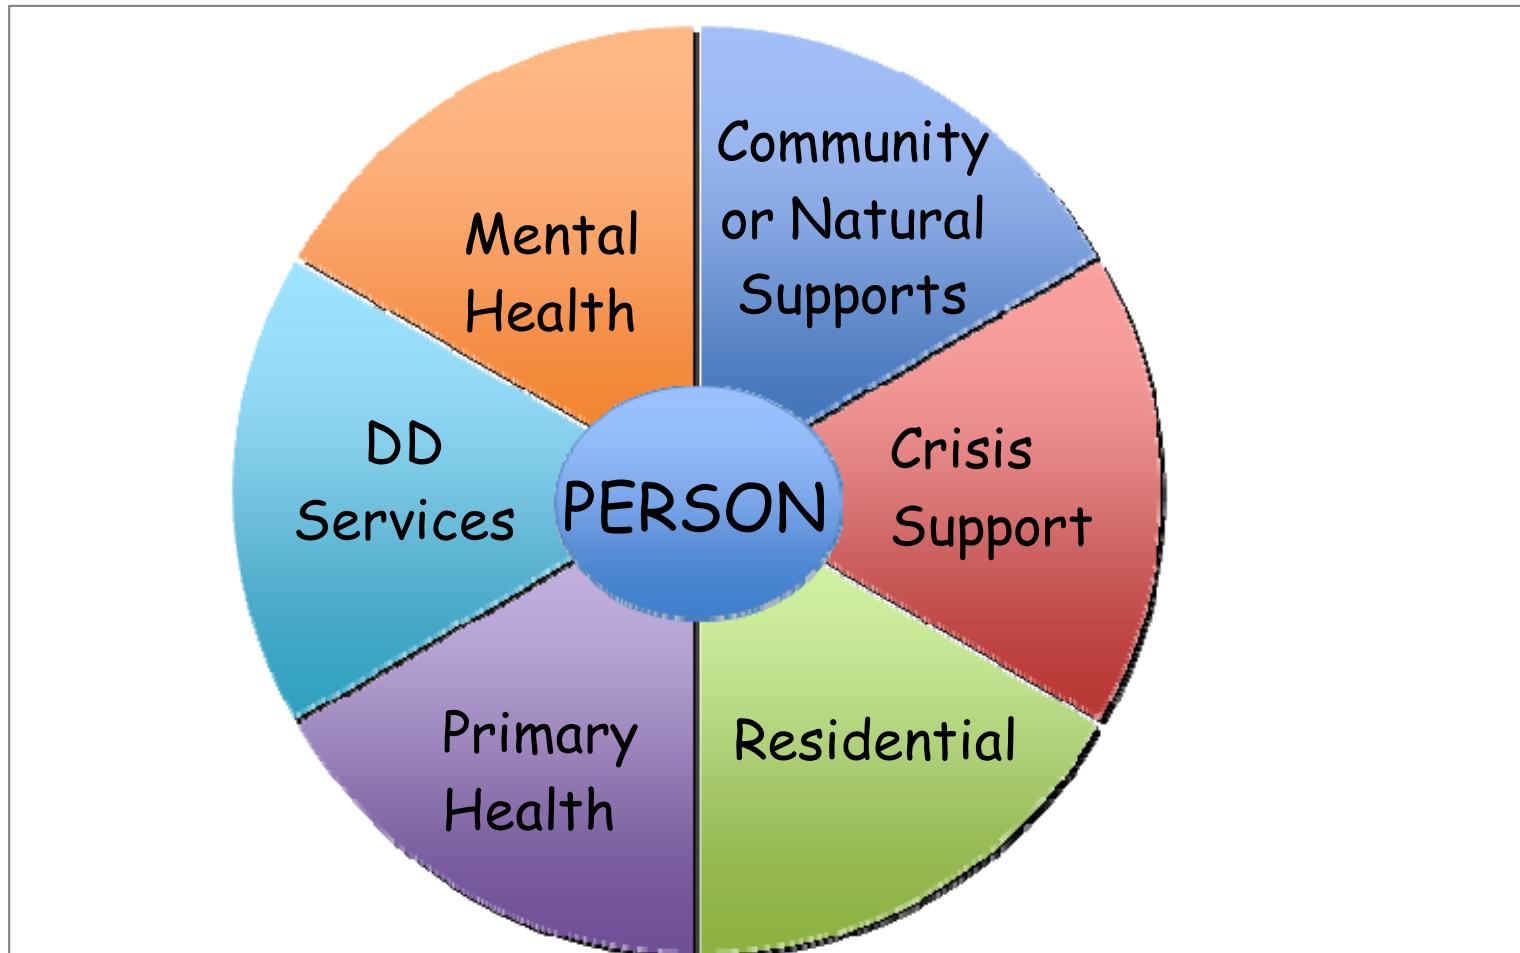 Community
or Natural
Supports
Mental
Health
Crisis
Support
DD
Services
PERSON
Residential
Primary
Health